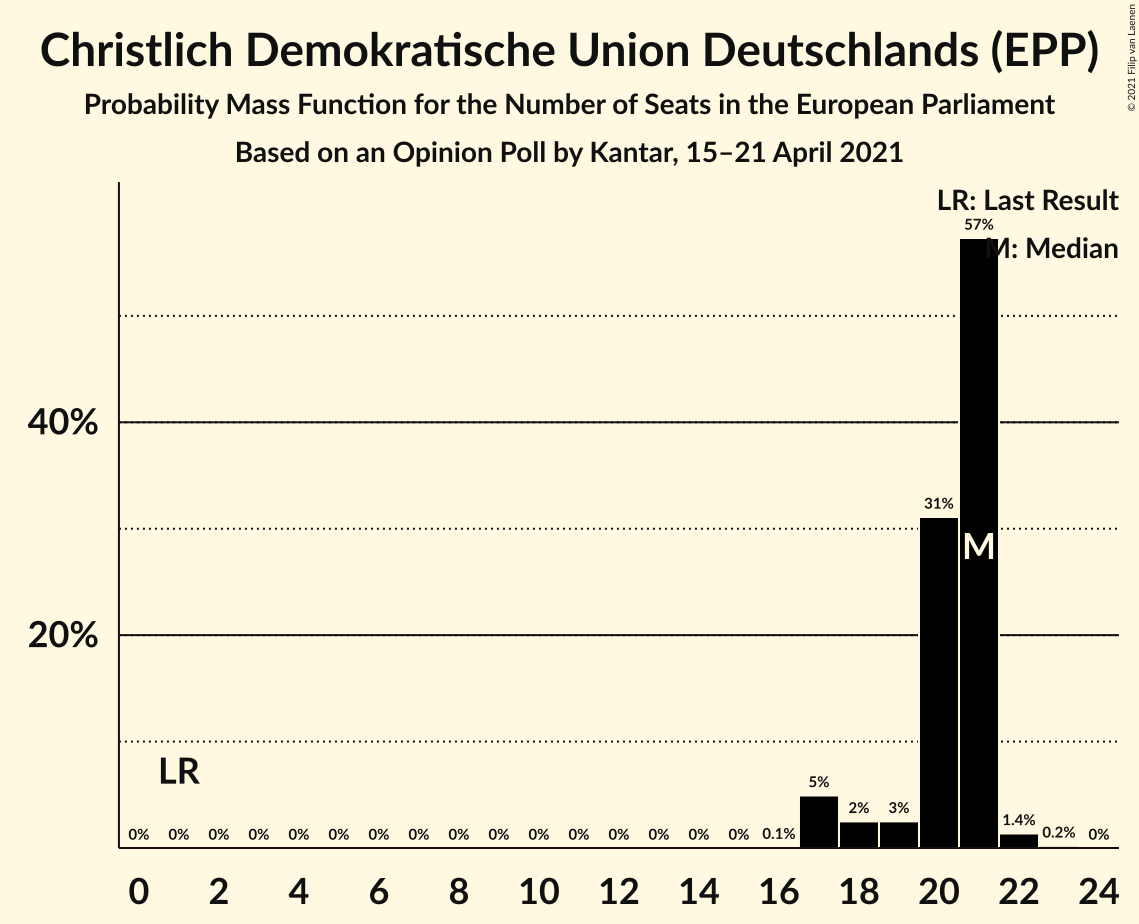 Christlich Demokratische Union Deutschlands (EPP)
Probability Mass Function for the Number of Seats in the European Parliament
Based on an Opinion Poll by Kantar, 15–21 April 2021
© 2021 Filip van Laenen
LR: Last Result
M: Median
57%
40%
31%
M
20%
LR
5%
2%
3%
1.4%
0% 0% 0% 0% 0% 0% 0% 0% 0% 0% 0% 0% 0% 0% 0% 0% 0.1% 0.2% 0%
0 2 4 6 8 10 12 14 16 18 20 22 24